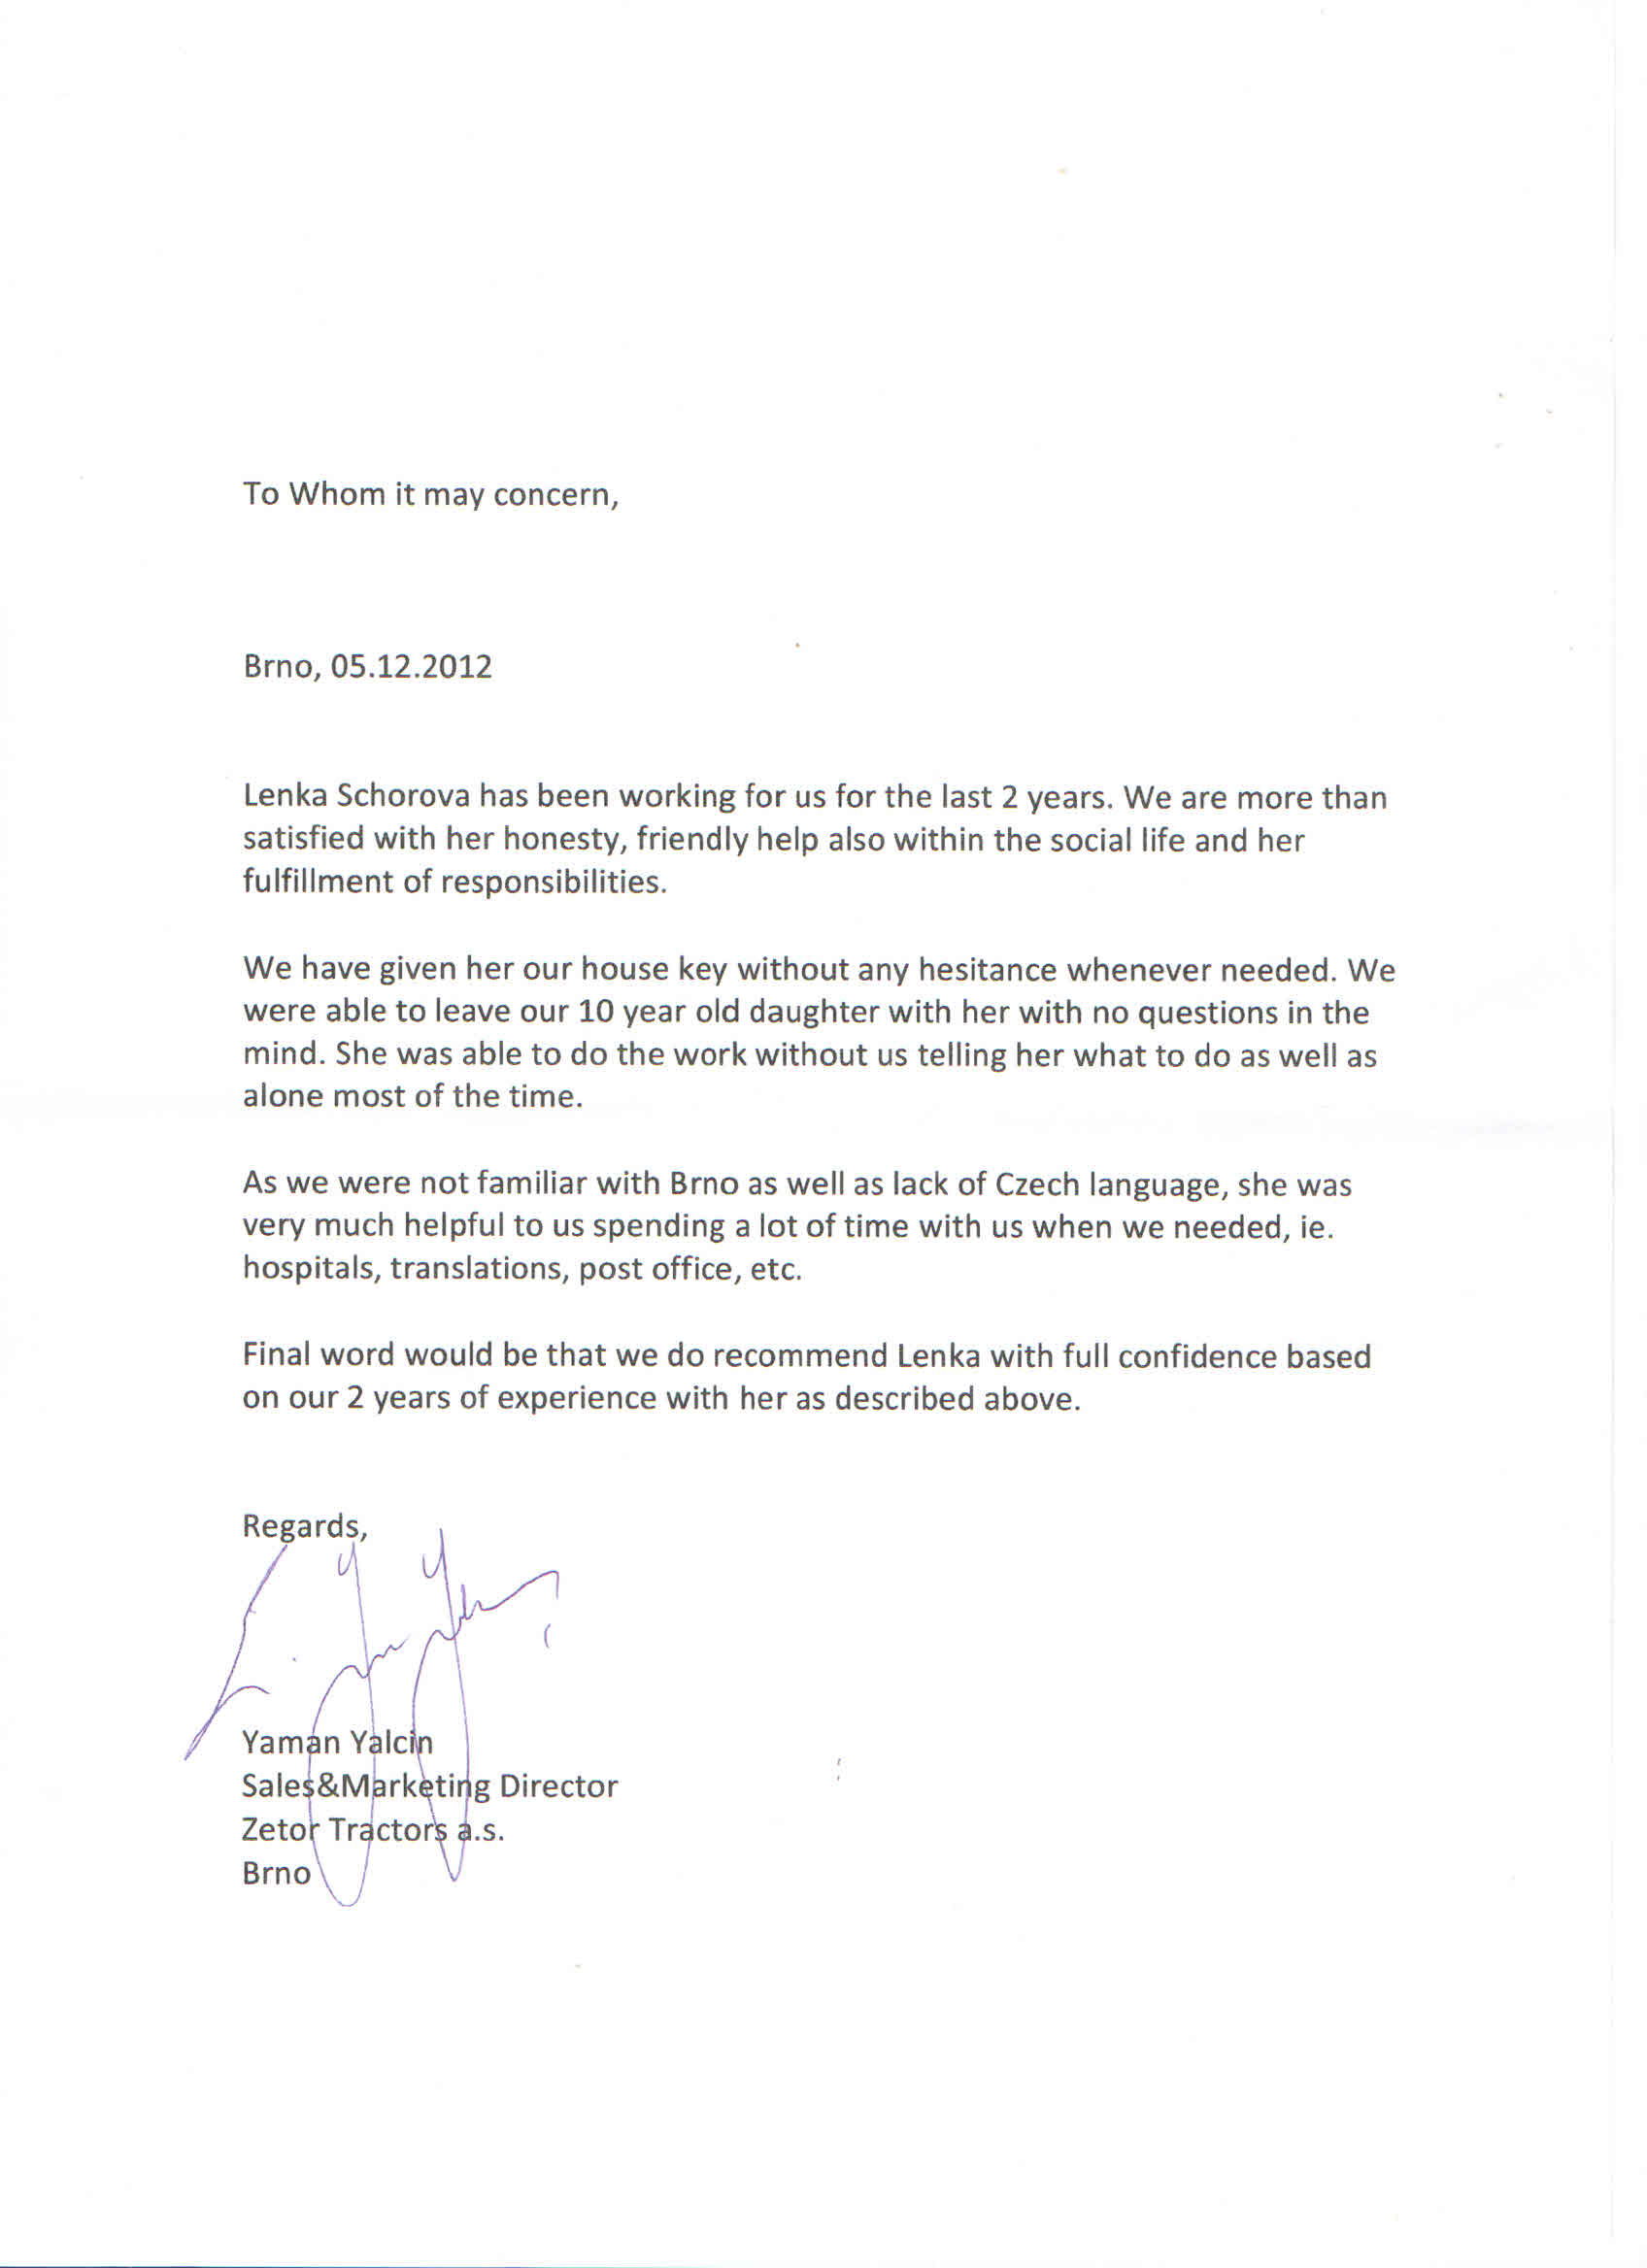 To Whom it may concern,
Brno, 05.12.2012
Lenka Schorova has been working for us for the last 2 years. We are more than
satisfied with her honesty, friendly help also within the social life and her
fulfillment of responsibilities.
We have given her our house key without any hesitance whenever needed. We
were able to leave our 10 year old daughter with her with no questions in the
mind. She was able to do the work without us telling her what to do as well as
alone most of the time.
As we were not familiar with Brno as well as lack of Czech language, she was
very much helpful to us spending a lot of time with us when we needed, ie.
hospitals, translations, post office, etc.
Final word would be that we do recommend Lenka with full confidence based
on our 2 years of experience with her as described above.
Regards,
Yaman Yalcin
Sales&Marketing Director
Zetor Tractors a.s.
Brno